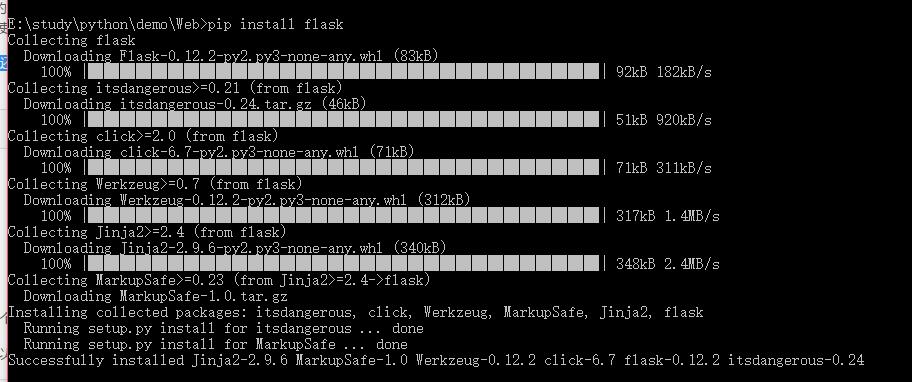 E:\study\python\demo\Web>pip install flask
Collecting flask
Downloading Flask-0.12.2-py2.py3-none-any.whl (83kB)
100% | | 92kB 182kB/s
Collecting itsdangerous>=0.21 (from flask)
Downloading itsdangerous-0.24.tar.gz (46kB)
100% | | 51kB 920kB/s
Collecting click>=2.0 (from flask)
Downloading click-6.7-py2.py3-none-any.whl (71kB)
100% | | 71kB 311kB/s
Collecting Werkzeug>=0.7 (from flask)
Downloading Werkzeug-0.12.2-py2.py3-none-any.whl (312kB)
100% | | 317kB 1.4MB/s
Collecting Jinja2>=2.4 (from flask)
Downloading Jinja2-2.9.6-py2.py3-none-any.whl (340kB)
100% | | 348kB 2.4MB/s
Collecting MarkupSafe>=0.23 (from Jinja2>=2.4->flask)
Downloading MarkupSafe-1.0.tar.gz
Installing collected packages: itsdangerous, click, Werkzeug, MarkupSafe, Jinja2, flask
Running setup.py install for itsdangerous ... done
Running setup.py install for MarkupSafe ... done
Successfully installed Jinja2-2.9.6 MarkupSafe-1.0 Werkzeug-0.12.2 click-6.7 flask-0.12.2 itsdangerous-0.24